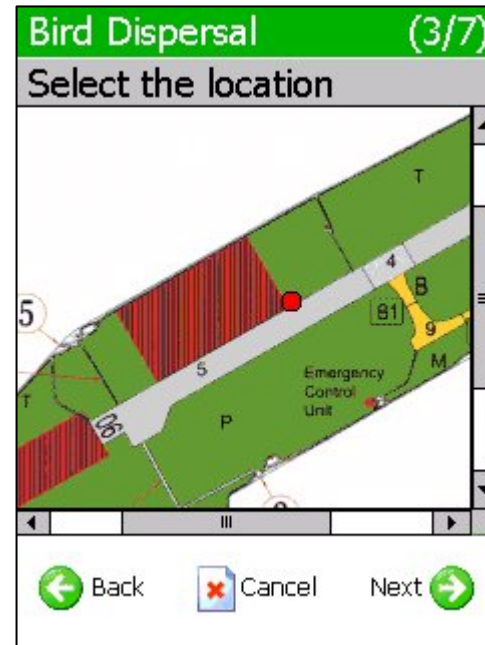 Bird Dispersal (3/7)
Select the location
T
4
B
B1
5)
9
5
M
Emergency
Control
Unit
T
06
P
Back Cancel Next